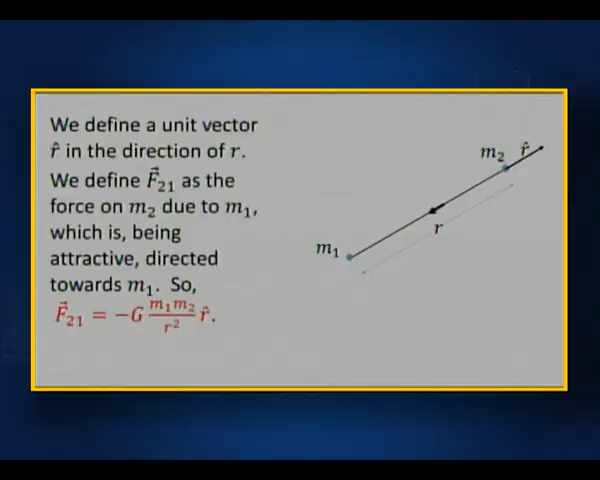 We define a unit vector
r̂ in the direction of r.
We define F⃗₂₁ as the
force on m₂ due to m₁,
which is, being
attractive, directed
towards m₁. So,
F⃗₂₁ = −G m₁m₂/r² r̂.
m₂ r̂
r
m₁